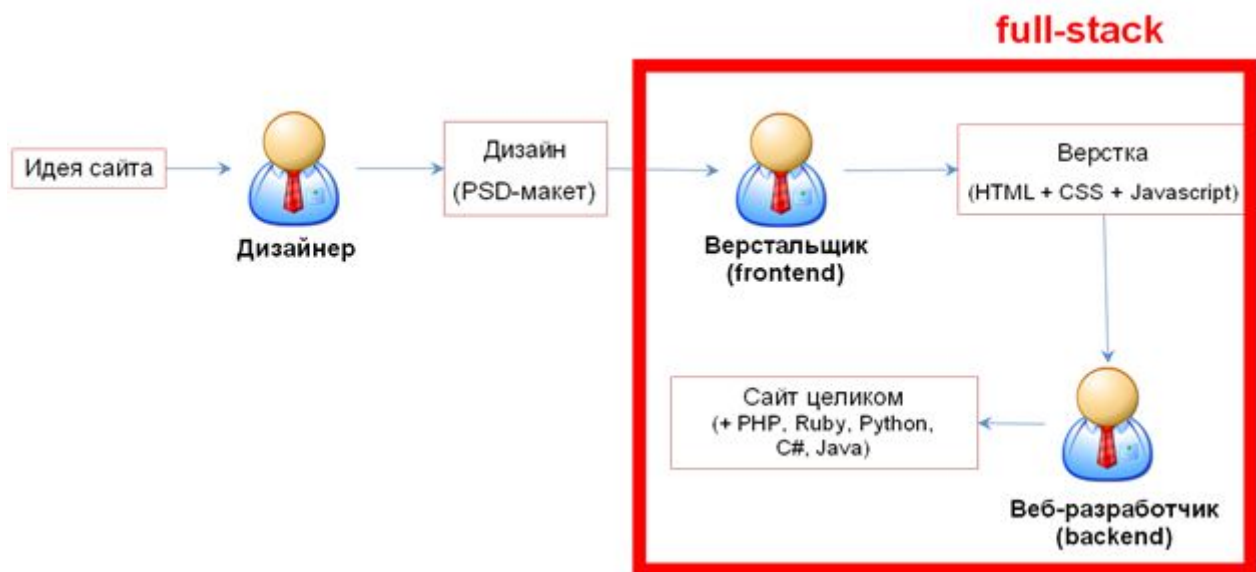 full-stack
Идея сайта
Дизайнер
Дизайн
(PSD-макет)
Верстальщик
(frontend)
Верстка
(HTML + CSS + Javascript)
Веб-разработчик
(backend)
Сайт целиком
(+ PHP, Ruby, Python,
C#, Java)